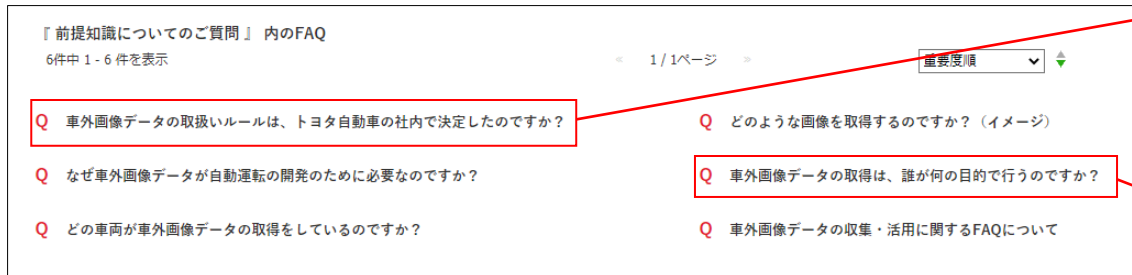 『 前提知識についてのご質問 』 内のFAQ
6件中 1 - 6 件を表示
« 1 / 1ページ »
重要度順
Q 車外画像データの取扱いルールは、トヨタ自動車の社内で決定したのですか？
Q どのような画像を取得するのですか？（イメージ）
Q なぜ車外画像データが自動運転の開発のために必要なのですか？
Q 車外画像データの取得は、誰が何の目的で行うのですか？
Q どの車両が車外画像データの取得をしているのですか？
Q 車外画像データの収集・活用に関するFAQについて